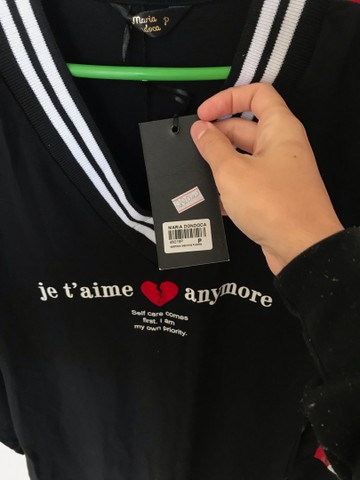 Maria P
doca
MARIA DONDOCA
P
je t'aime anymore
Self care comes
first. I am
my own priority.